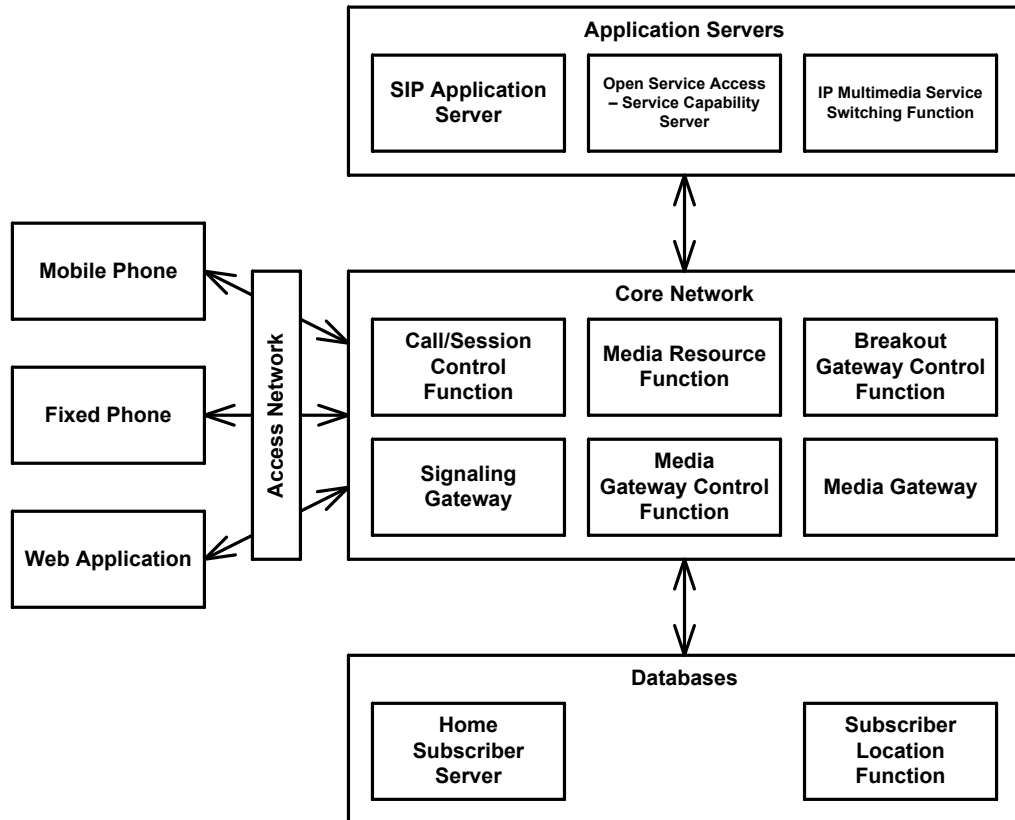 Application Servers
SIP Application
Server
Open Service Access
– Service Capability
Server
IP Multimedia Service
Switching Function
Mobile Phone
Fixed Phone
Web Application
Access Network
Core Network
Call/Session
Control
Function
Media Resource
Function
Breakout
Gateway Control
Function
Signaling
Gateway
Media
Gateway Control
Function
Media Gateway
Databases
Home
Subscriber
Server
Subscriber
Location
Function